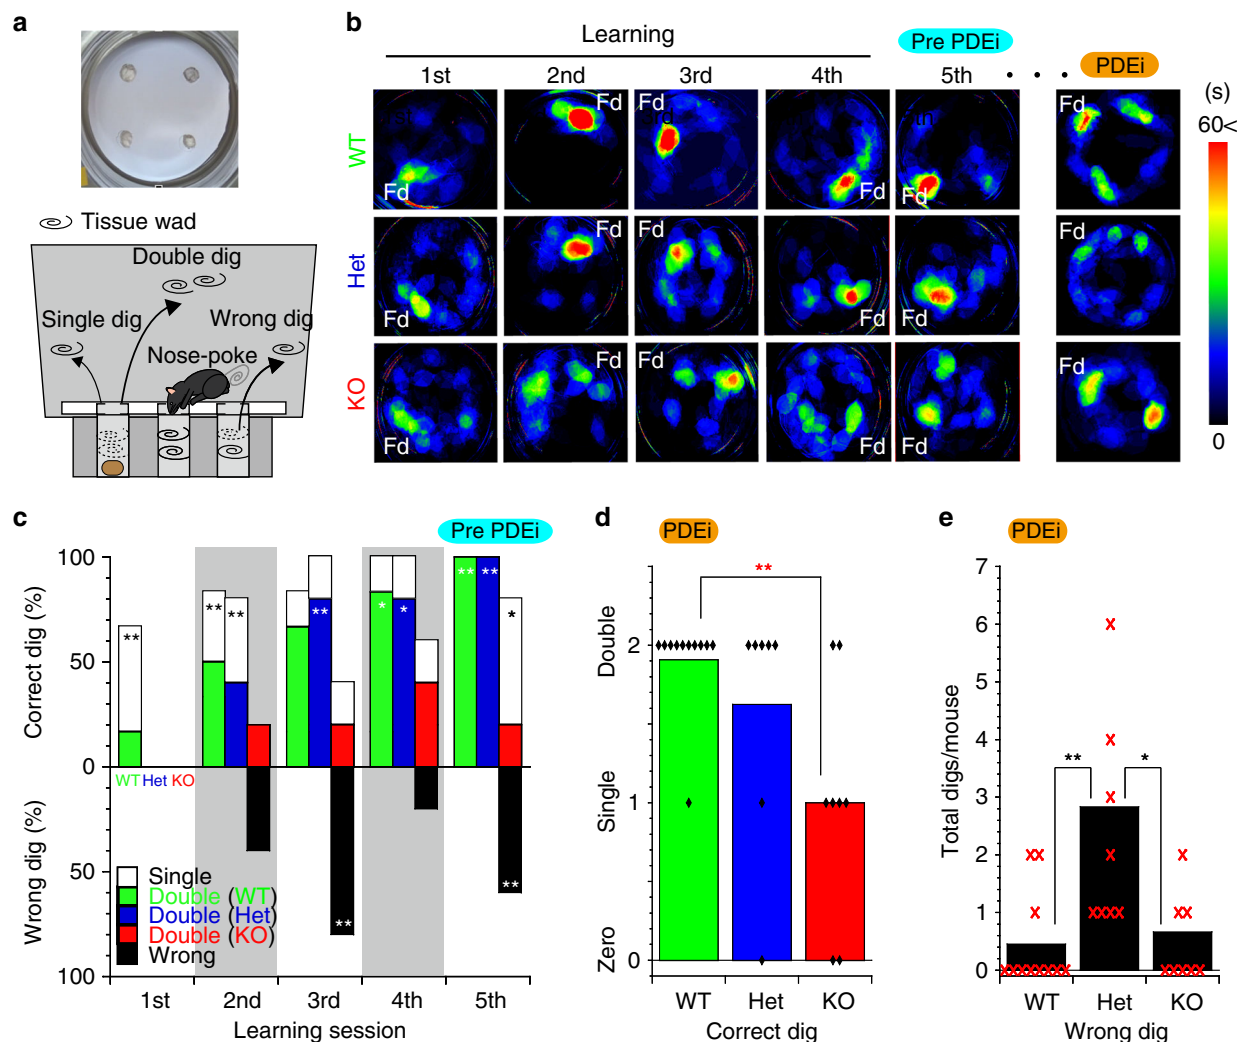 a
Tissue wad
Double dig
Single dig
Wrong dig
Nose-poke
b
Learning
Pre PDEi
PDEi
1st
2nd
3rd
4th
5th
(s)
60<
0
WT
Fd
Fd
Fd
Fd
Fd
Fd
Het
Fd
Fd
Fd
Fd
Fd
Fd
KO
Fd
Fd
Fd
Fd
Fd
Fd
c
Pre PDEi
Correct dig (%)
100
50
0
** ** ** ** * * ** ** *
WT Het KO
Wrong dig (%)
50
100
** **
Single
Double (WT)
Double (Het)
Double (KO)
Wrong
1st 2nd 3rd 4th 5th
Learning session
d
PDEi
**
Double
Single
Zero
2
1
0
WT Het KO
Correct dig
e
PDEi
Total digs/mouse
7
6
5
4
3
2
1
0
** *
WT Het KO
Wrong dig